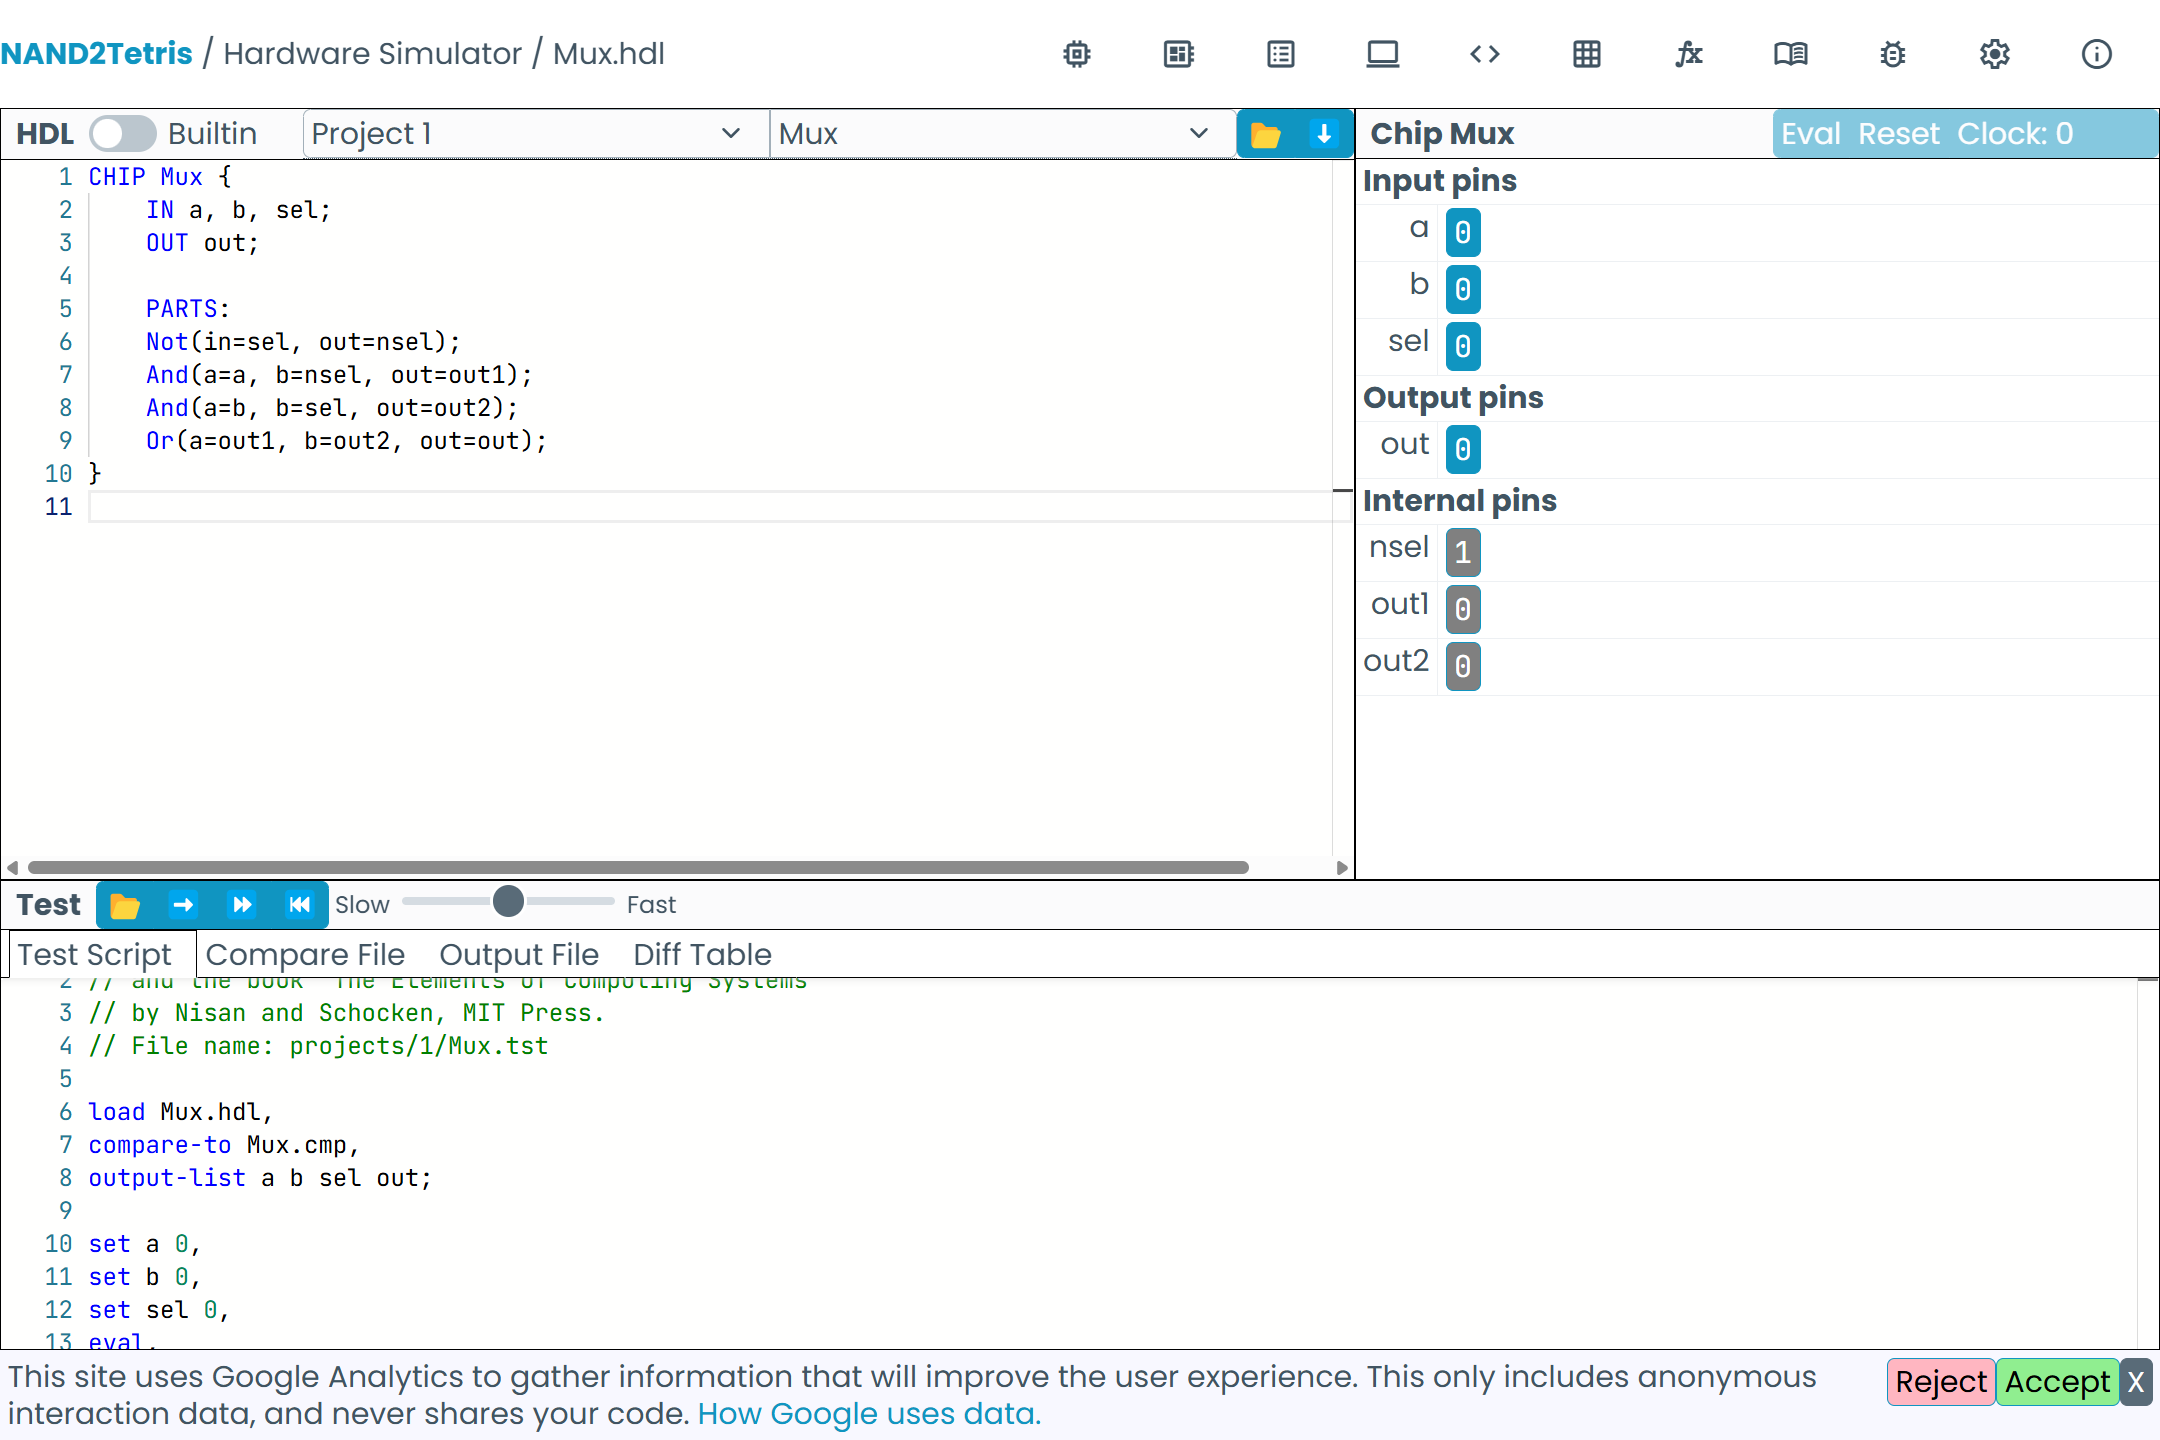 NAND2Tetris / Hardware Simulator / Mux.hdl
HDL Builtin Project 1 Mux
1 CHIP Mux {
2 IN a, b, sel;
3 OUT out;
4
5 PARTS:
6 Not(in=sel, out=nsel);
7 And(a=a, b=nsel, out=out1);
8 And(a=b, b=sel, out=out2);
9 Or(a=out1, b=out2, out=out);
10 }
11
Chip Mux Eval Reset Clock: 0
Input pins
a 0
b 0
sel 0
Output pins
out 0
Internal pins
nsel 1
out1 0
out2 0
Test Slow Fast
Test Script Compare File Output File Diff Table
2 // and the book "The Elements of Computing Systems"
3 // by Nisan and Schocken, MIT Press.
4 // File name: projects/1/Mux.tst
5
6 load Mux.hdl,
7 compare-to Mux.cmp,
8 output-list a b sel out;
9
10 set a 0,
11 set b 0,
12 set sel 0,
13 eval,
This site uses Google Analytics to gather information that will improve the user experience. This only includes anonymous
interaction data, and never shares your code. How Google uses data.
Reject Accept X